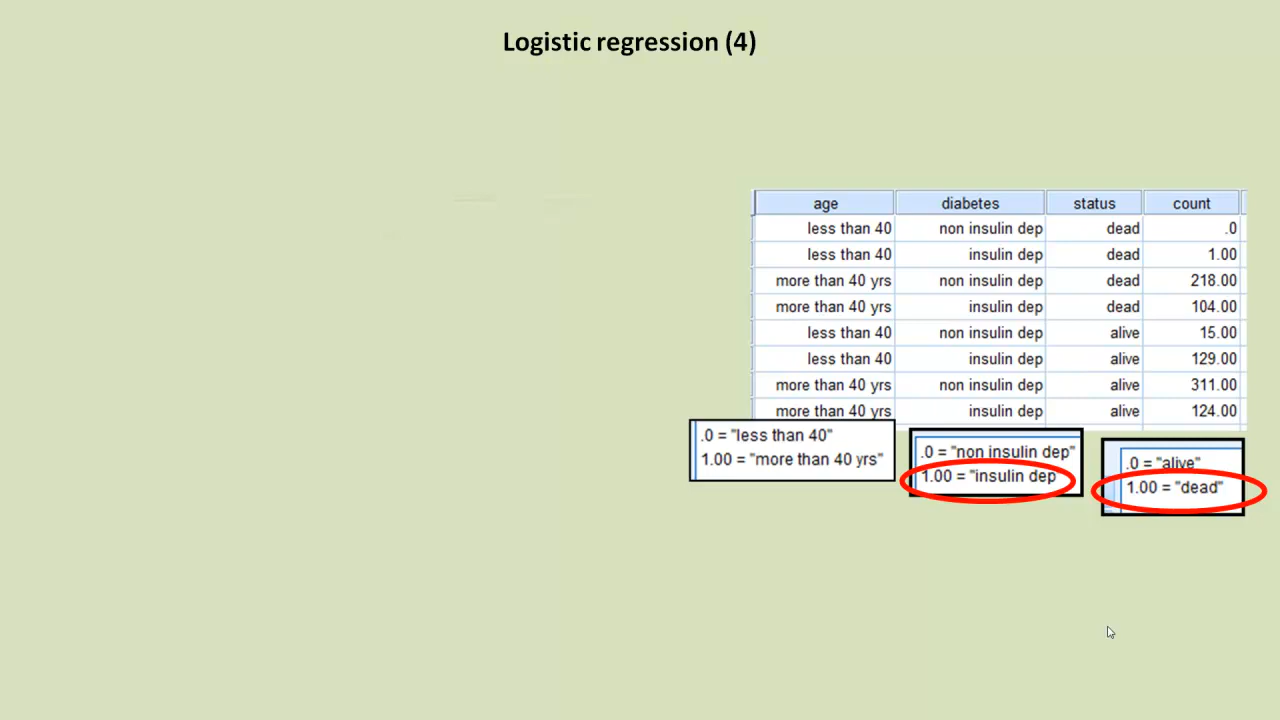 Logistic regression (4)
age diabetes status count
less than 40 non insulin dep dead .0
less than 40 insulin dep dead 1.00
more than 40 yrs non insulin dep dead 218.00
more than 40 yrs insulin dep dead 104.00
less than 40 non insulin dep alive 15.00
less than 40 insulin dep alive 129.00
more than 40 yrs non insulin dep alive 311.00
more than 40 yrs insulin dep alive 124.00
.0 = "less than 40"
1.00 = "more than 40 yrs"
.0 = "non insulin dep"
1.00 = "insulin dep
.0 = "alive"
1.00 = "dead"